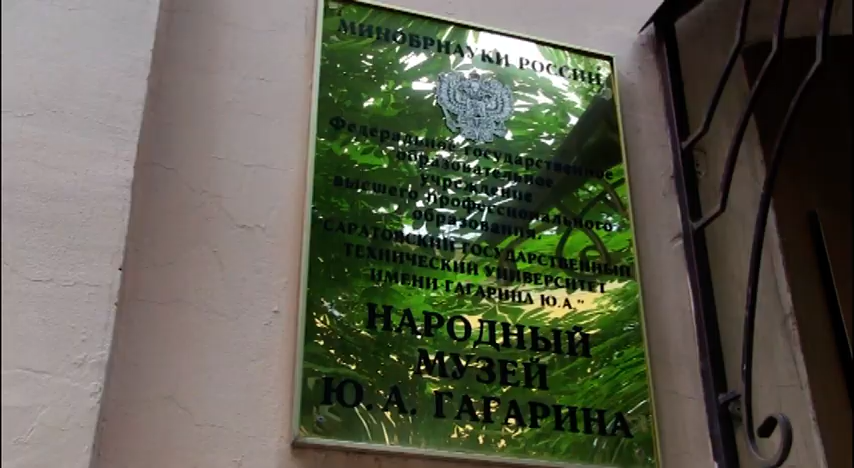 МИНОБРНАУКИ РОССИИ
Федеральное государственное
образовательное
учреждение
высшего профессионального
образования
САРАТОВСКИЙ ГОСУДАРСТВЕННЫЙ
ТЕХНИЧЕСКИЙ УНИВЕРСИТЕТ
ИМЕНИ ГАГАРИНА Ю.А."
НАРОДНЫЙ
МУЗЕЙ
Ю. А. ГАГАРИНА